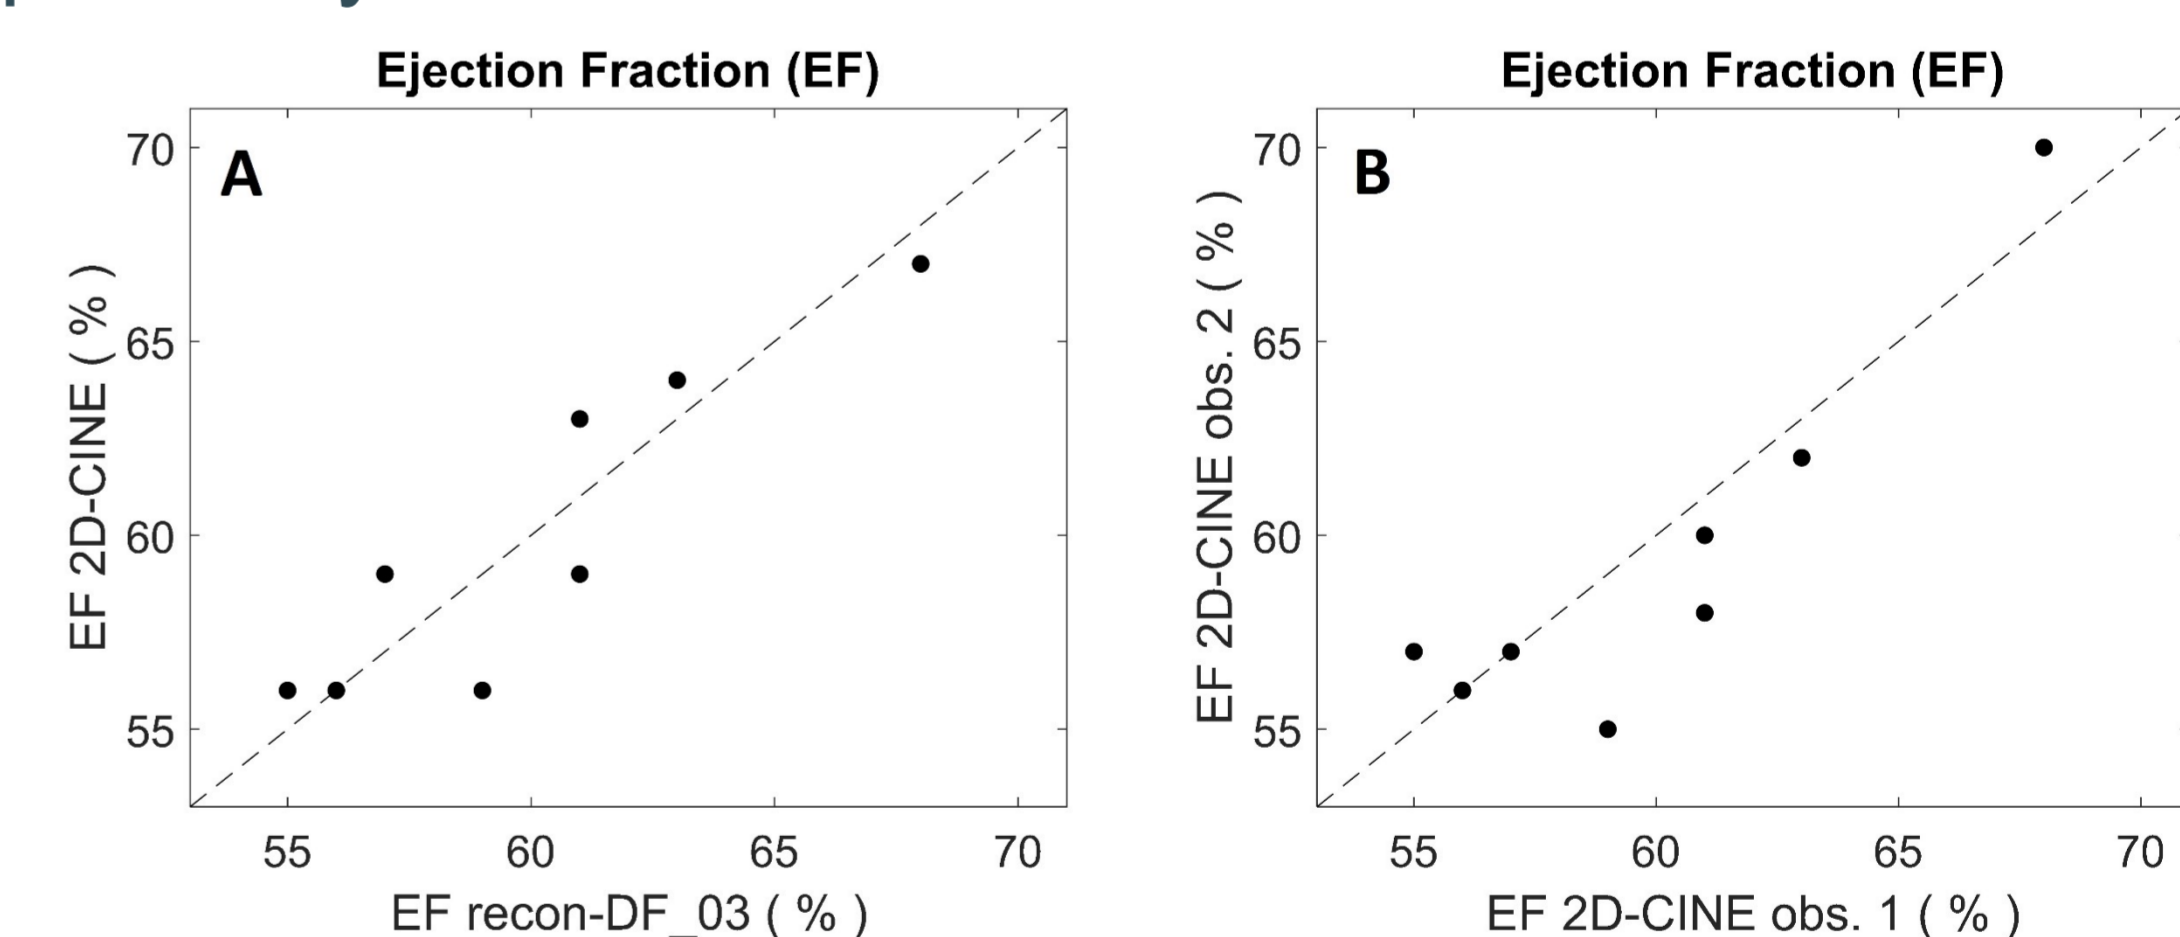 Ejection Fraction (EF)
A
70
65
60
55
EF 2D-CINE ( % )
55 60 65 70
EF recon-DF_03 ( % )
Ejection Fraction (EF)
B
70
65
60
55
EF 2D-CINE obs. 2 ( % )
55 60 65 70
EF 2D-CINE obs. 1 ( % )